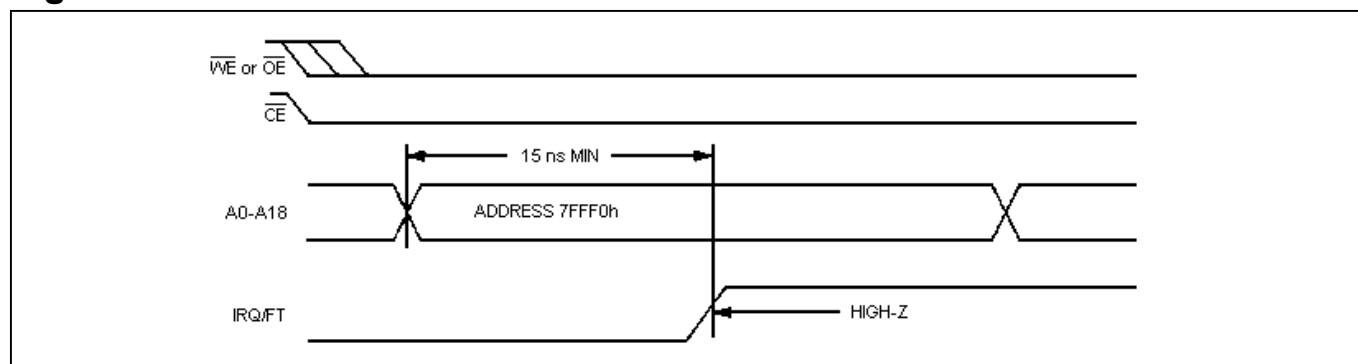 WE or OE
CE
15 ns MIN
A0-A18
ADDRESS 7FFF0h
IRQ/FT
HIGH-Z